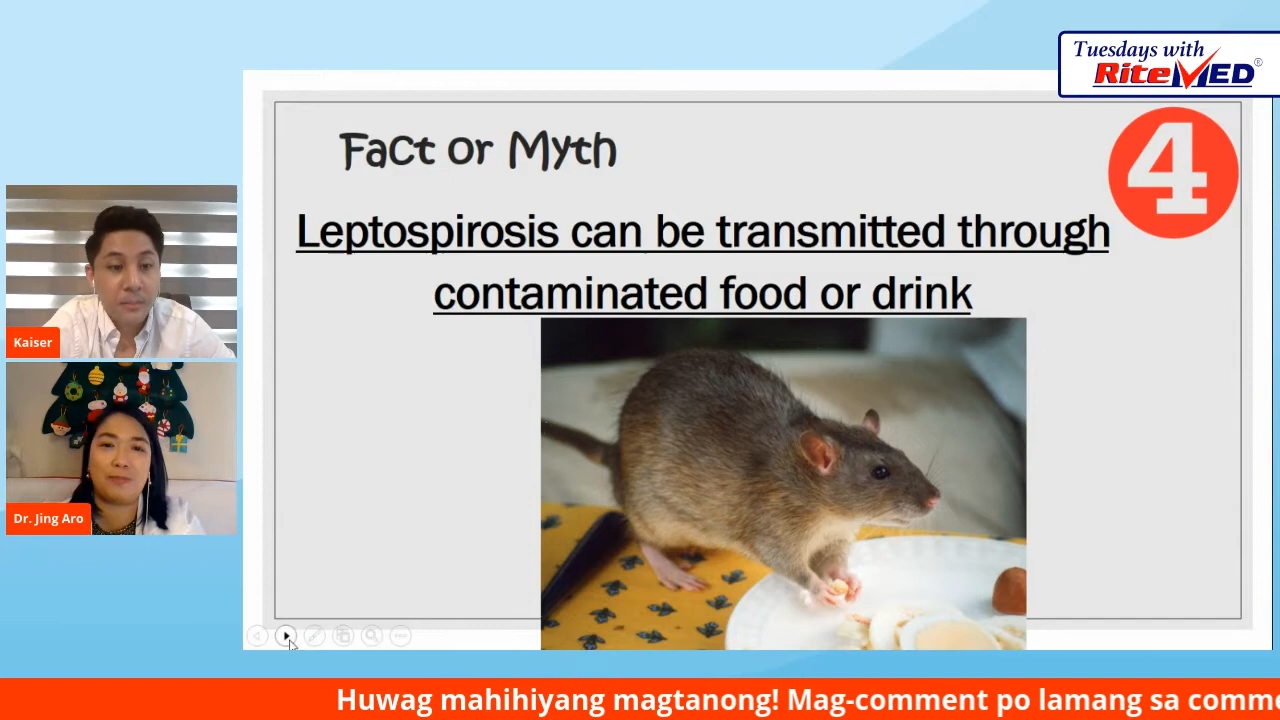 Tuesdays with
RiteMED®
Fact or Myth
4
Leptospirosis can be transmitted through
contaminated food or drink
Kaiser
Dr. Jing Aro
Huwag mahihiyang magtanong! Mag-comment po lamang sa comme